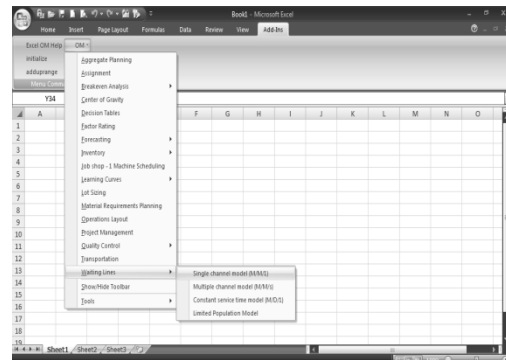 Book1 - Microsoft Excel
Home Insert Page Layout Formulas Data Review View Add-Ins
Excel OM Help OM
initialize
adduprange
Menu Comm
Aggregate Planning
Assignment
Breakeven Analysis
Center of Gravity
Decision Tables
Factor Rating
Forecasting
Inventory
Job shop - 1 Machine Scheduling
Learning Curves
Lot Sizing
Material Requirements Planning
Operations Layout
Project Management
Quality Control
Transportation
Waiting Lines
Show/Hide Toolbar
Tools
Single channel model (M/M/1)
Multiple channel model (M/M/s)
Constant service time model (M/D/1)
Limited Population Model
Y34
A F G H I J K L M N O
1
2
3
4
5
6
7
8
9
10
11
12
13
14
15
16
17
18
19
Sheet1 Sheet2 Sheet3